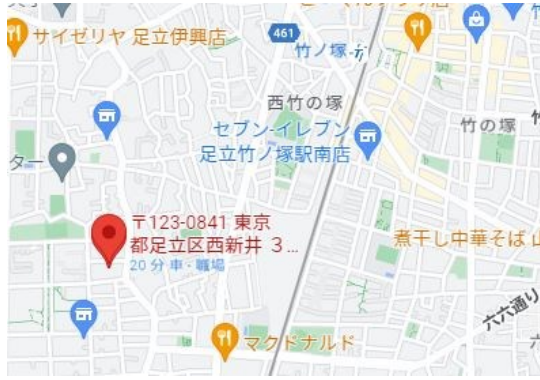 サイゼリヤ 足立伊興店
461
竹ノ塚
西竹の塚
セブン-イレブン
足立竹ノ塚駅南店
竹の塚
ター
〒123-0841 東京
都足立区西新井 3...
20 分 車・職場
煮干し中華そば 山
六六通り
マクドナルド
六